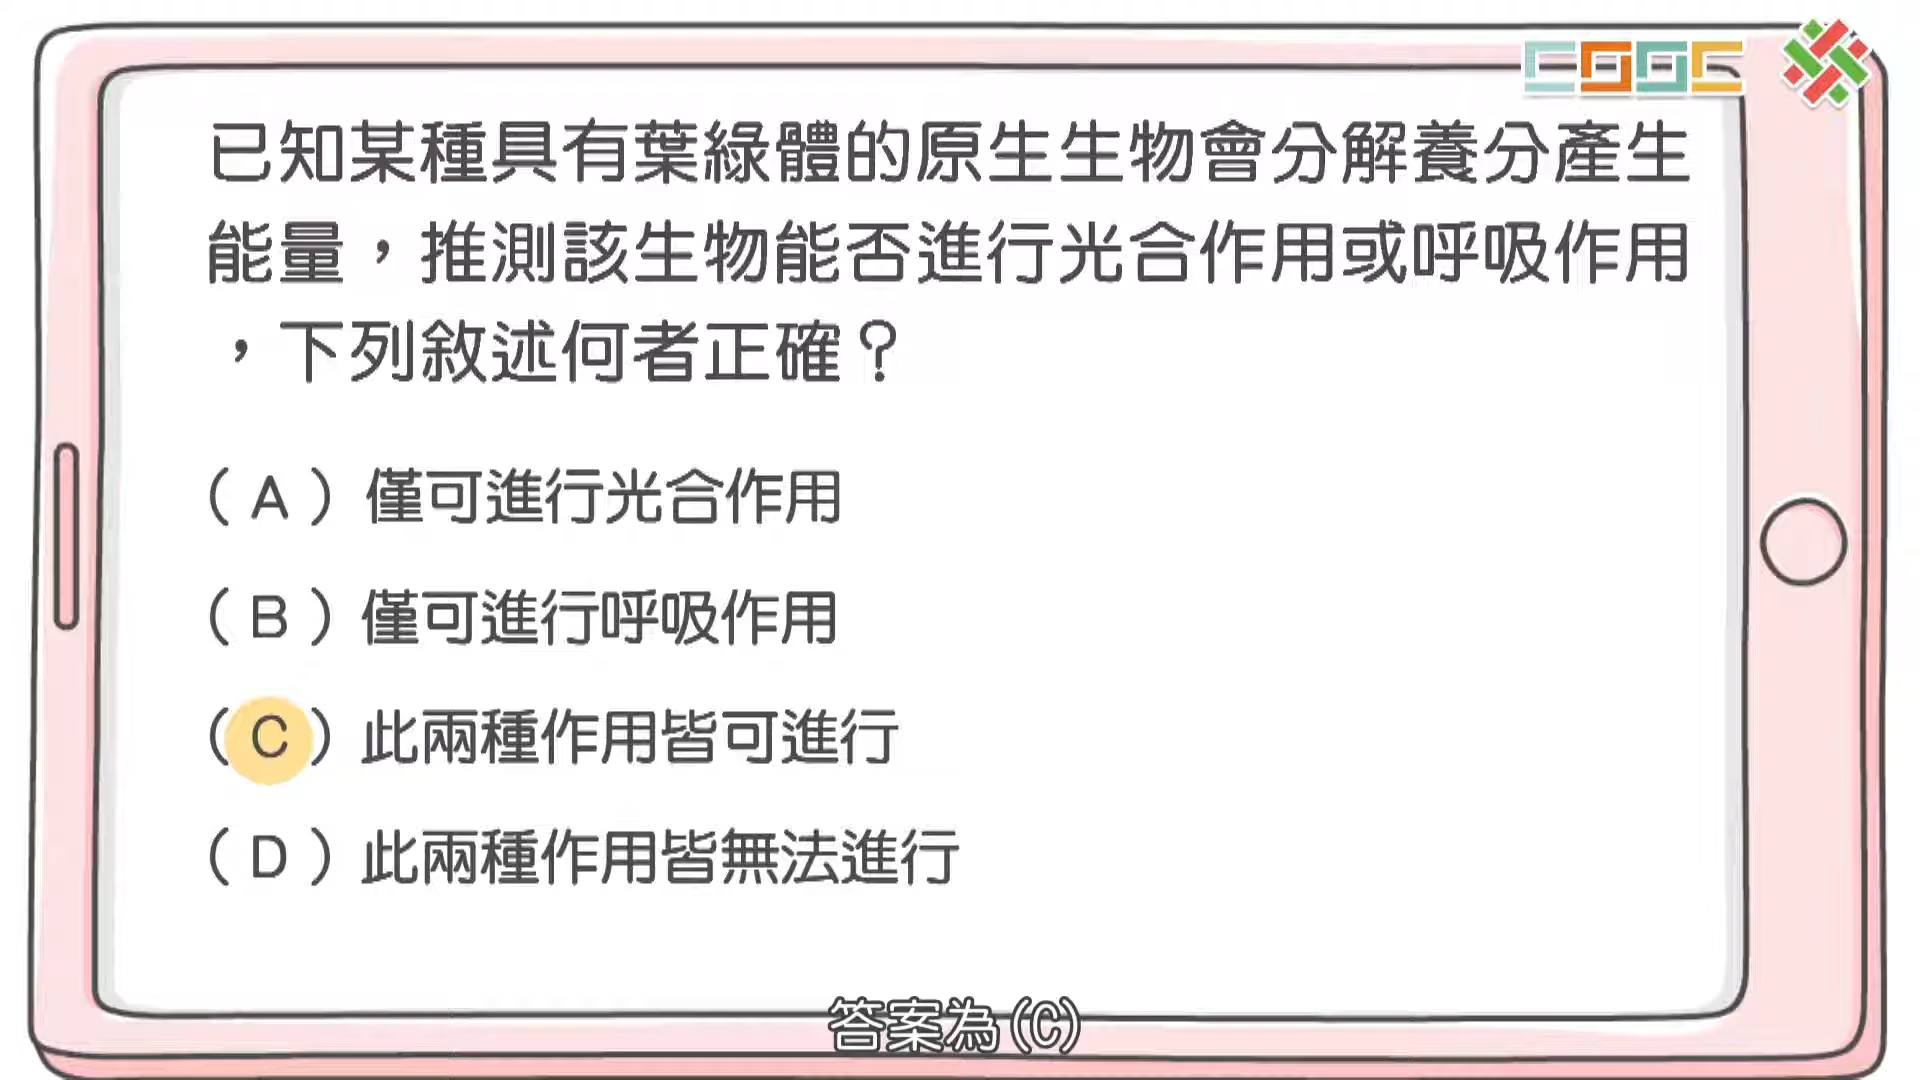 COOC
已知某種具有葉綠體的原生生物會分解養分產生
能量，推測該生物能否進行光合作用或呼吸作用
，下列敘述何者正確？
（A）僅可進行光合作用
（B）僅可進行呼吸作用
（C）此兩種作用皆可進行
（D）此兩種作用皆無法進行
答案為(C)